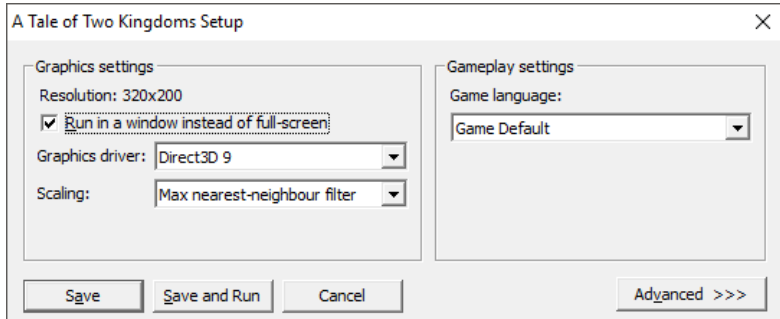 A Tale of Two Kingdoms Setup
Graphics settings
Resolution: 320x200
Run in a window instead of full-screen
Graphics driver: Direct3D 9
Scaling: Max nearest-neighbour filter
Gameplay settings
Game language:
Game Default
Save
Save and Run
Cancel
Advanced >>>